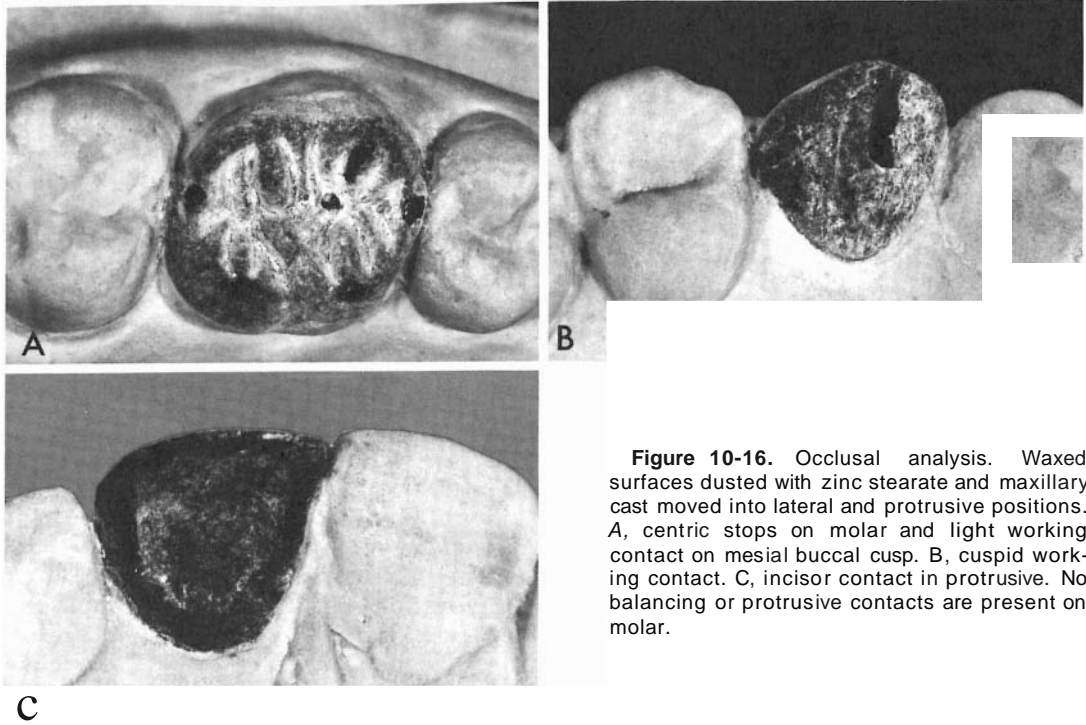 A
B
Figure 10-16. Occlusal analysis. Waxed
surfaces dusted with zinc stearate and maxillary
cast moved into lateral and protrusive positions.
A, centric stops on molar and light working
contact on mesial buccal cusp. B, cuspid work-
ing contact. C, incisor contact in protrusive. No
balancing or protrusive contacts are present on
molar.
C